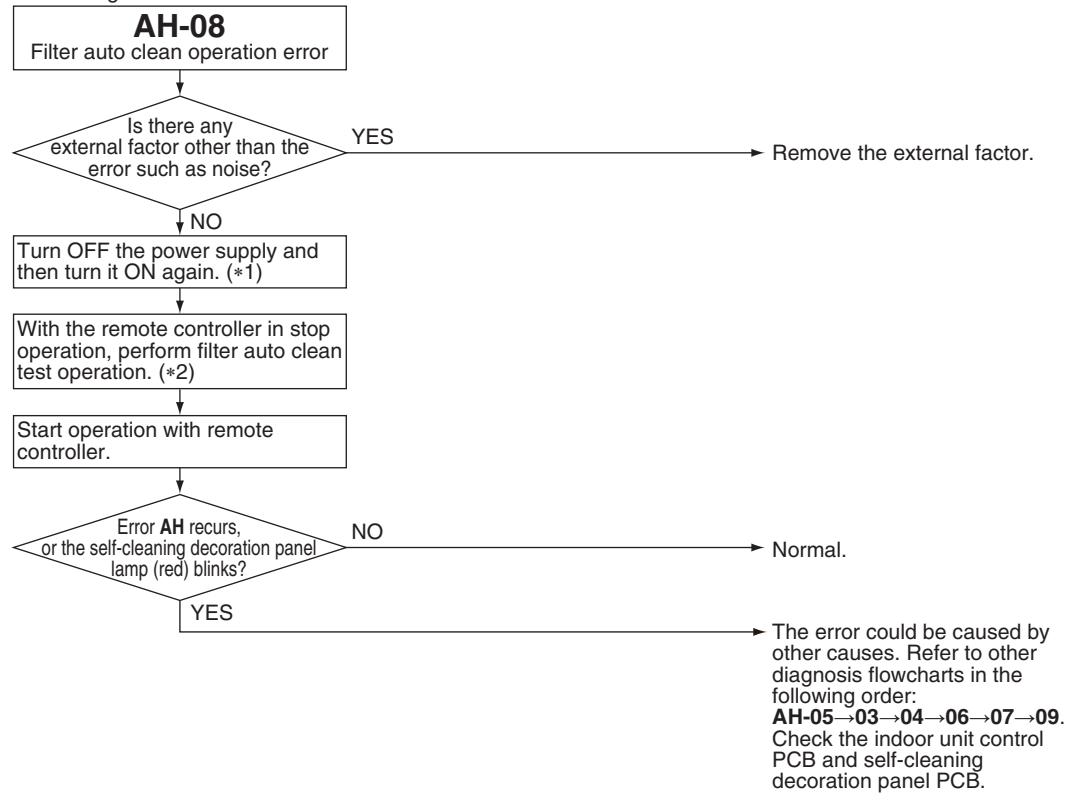 AH-08
Filter auto clean operation error
Is there any
external factor other than the
error such as noise?
YES
Remove the external factor.
NO
Turn OFF the power supply and
then turn it ON again. (∗1)
With the remote controller in stop
operation, perform filter auto clean
test operation. (∗2)
Start operation with remote
controller.
Error AH recurs,
or the self-cleaning decoration panel
lamp (red) blinks?
NO
Normal.
YES
The error could be caused by
other causes. Refer to other
diagnosis flowcharts in the
following order:
AH-05→03→04→06→07→09.
Check the indoor unit control
PCB and self-cleaning
decoration panel PCB.